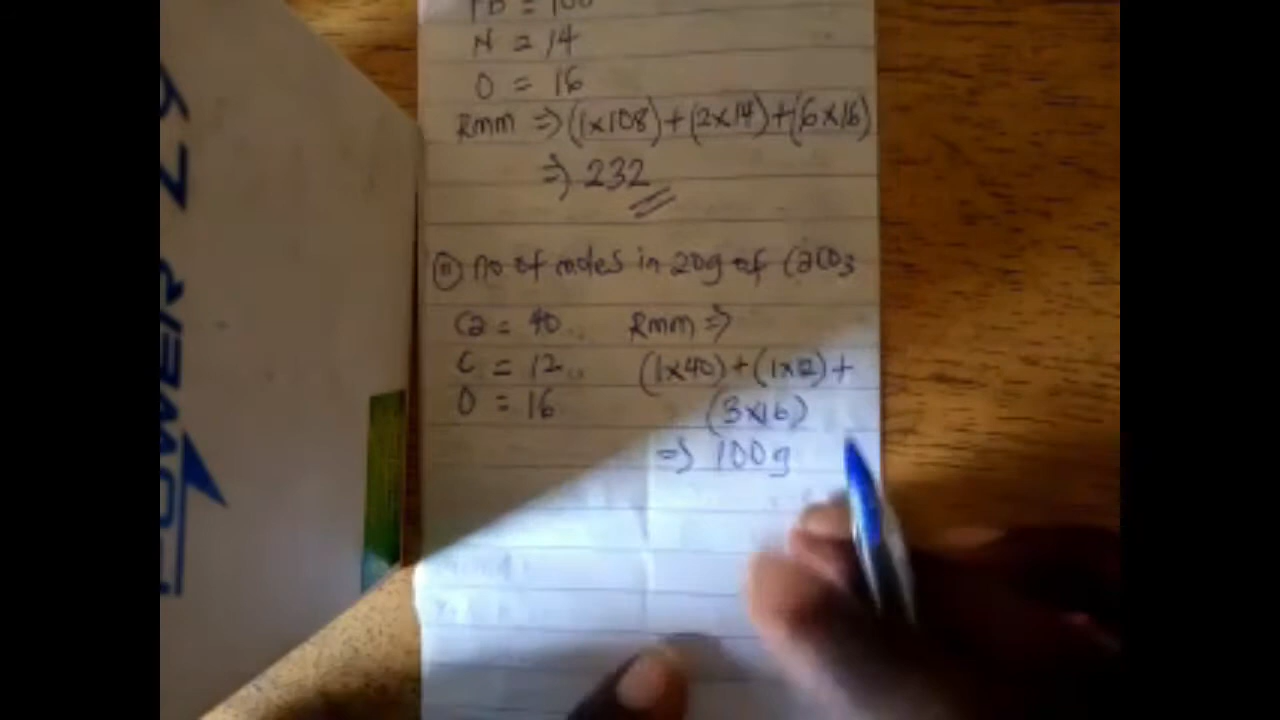 N = 14
O = 16
Rmm => (1x108)+(2x14)+(6x16)
=> 232
(ii) no of moles in 20g of CaCO3
Ca = 40 Rmm =>
C = 12 (1x40)+(1x12)+
O = 16 (3x16)
=> 100g